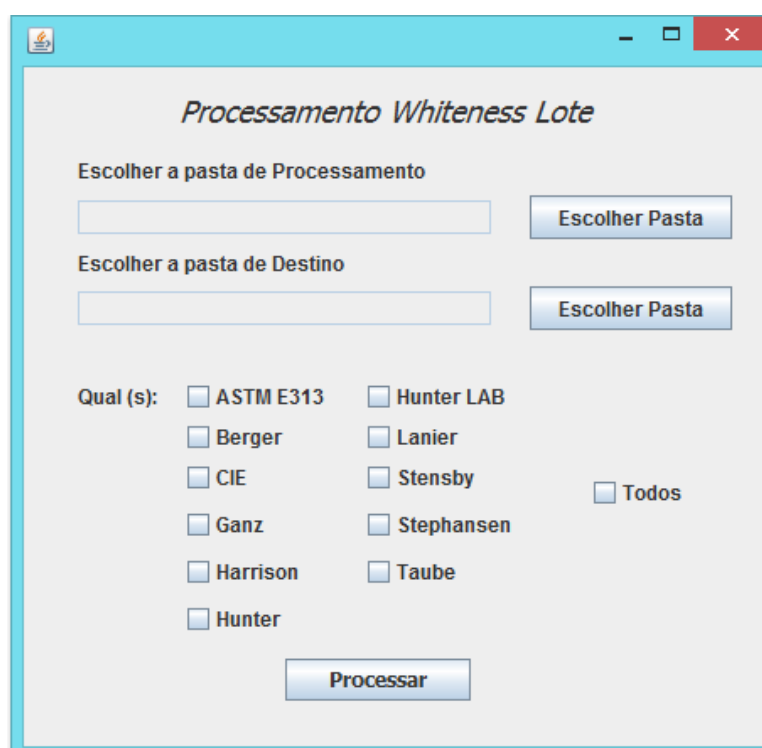 Processamento Whiteness Lote
Escolher a pasta de Processamento
Escolher Pasta
Escolher a pasta de Destino
Escolher Pasta
Qual (s): ASTM E313 Hunter LAB
Berger Lanier
CIE Stensby
Todos
Ganz Stephansen
Harrison Taube
Hunter
Processar